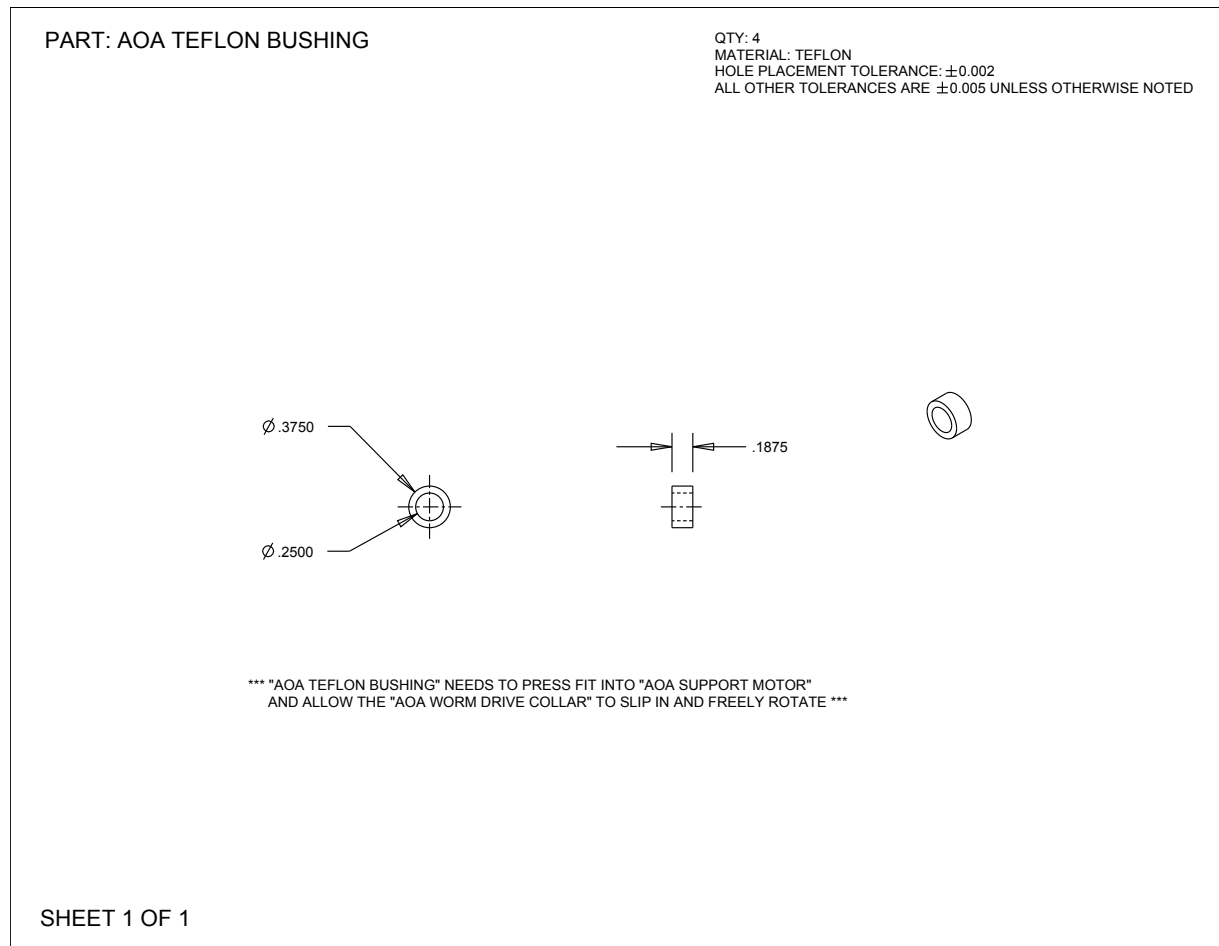 PART: AOA TEFLON BUSHING
QTY: 4
MATERIAL: TEFLON
HOLE PLACEMENT TOLERANCE: ±0.002
ALL OTHER TOLERANCES ARE ±0.005 UNLESS OTHERWISE NOTED
Ø.3750
.1875
Ø.2500
*** "AOA TEFLON BUSHING" NEEDS TO PRESS FIT INTO "AOA SUPPORT MOTOR"
AND ALLOW THE "AOA WORM DRIVE COLLAR" TO SLIP IN AND FREELY ROTATE ***
SHEET 1 OF 1